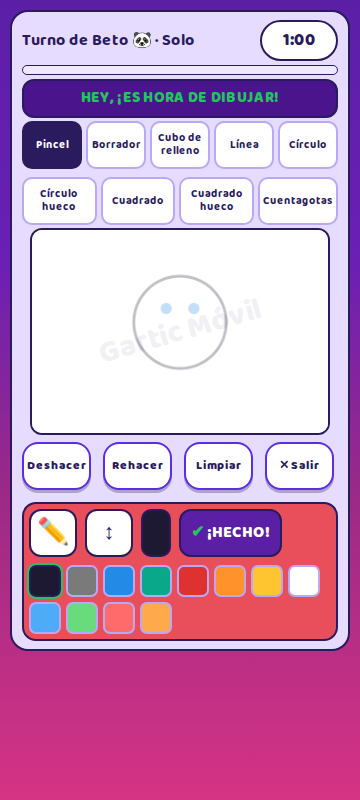 Turno de Beto 🐼 · Solo
1:00
HEY, ¡ES HORA DE DIBUJAR!
Pincel
Borrador
Cubo de
relleno
Línea
Círculo
Círculo
hueco
Cuadrado
Cuadrado
hueco
Cuentagotas
Gartic Móvil
Deshacer
Rehacer
Limpiar
✕ Salir
✔ ¡HECHO!